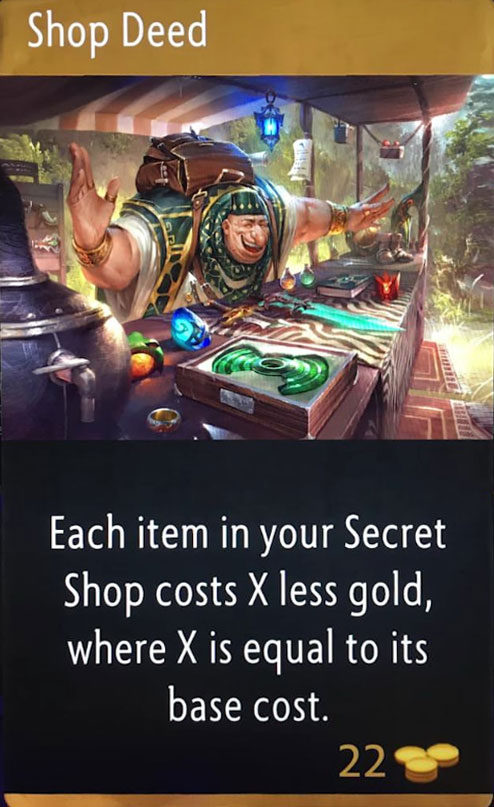 Shop Deed
Each item in your Secret
Shop costs X less gold,
where X is equal to its
base cost.
22